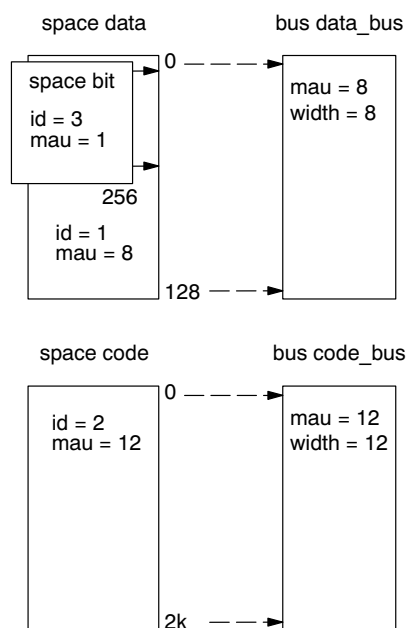 space data bus data_bus
0
space bit
mau = 8
width = 8
id = 3
mau = 1
256
id = 1
mau = 8
128
space code bus code_bus
0
id = 2
mau = 12
mau = 12
width = 12
2k